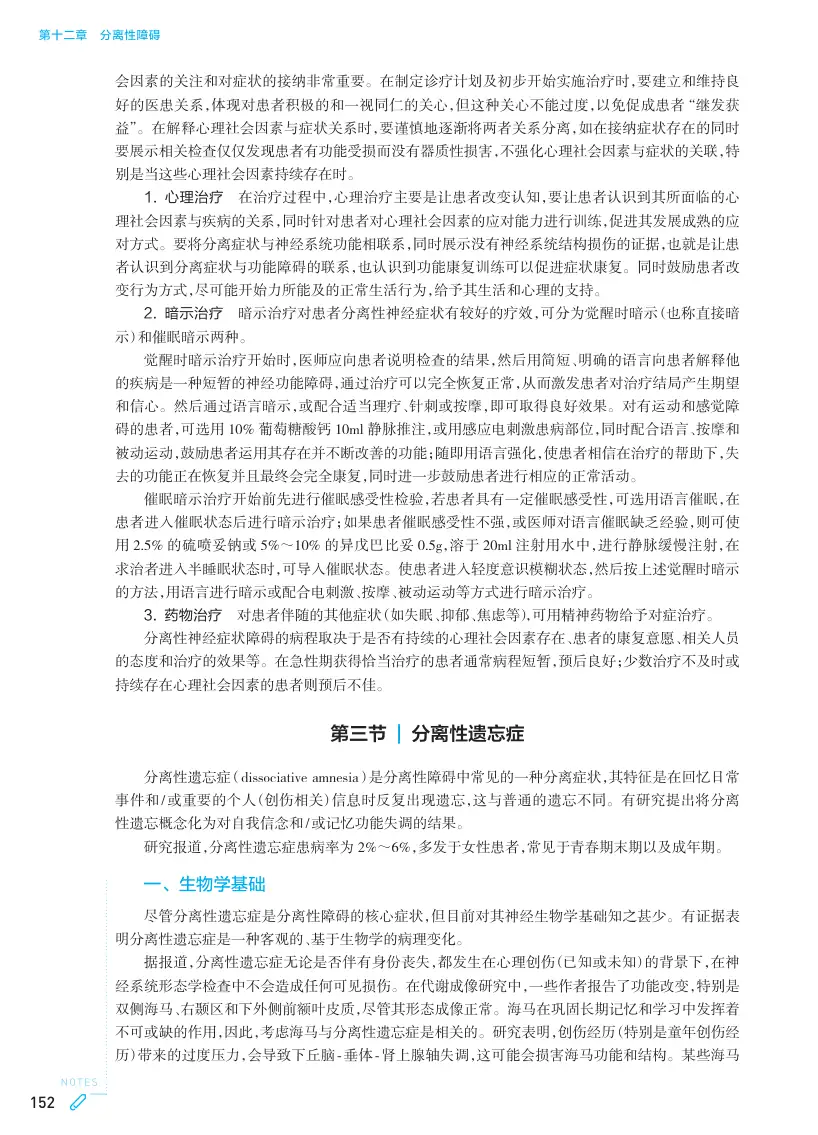 第十二章　分离性障碍
会因素的关注和对症状的接纳非常重要。在制定诊疗计划及初步开始实施治疗时,要建立和维持良
好的医患关系,体现对患者积极的和一视同仁的关心,但这种关心不能过度,以免促成患者 “继发获
益”。在解释心理社会因素与症状关系时,要谨慎地逐渐将两者关系分离,如在接纳症状存在的同时
要展示相关检查仅仅发现患者有功能受损而没有器质性损害,不强化心理社会因素与症状的关联,特
别是当这些心理社会因素持续存在时。
1. 心理治疗　在治疗过程中,心理治疗主要是让患者改变认知,要让患者认识到其所面临的心
理社会因素与疾病的关系,同时针对患者对心理社会因素的应对能力进行训练,促进其发展成熟的应
对方式。要将分离症状与神经系统功能相联系,同时展示没有神经系统结构损伤的证据,也就是让患
者认识到分离症状与功能障碍的联系,也认识到功能康复训练可以促进症状康复。同时鼓励患者改
变行为方式,尽可能开始力所能及的正常生活行为,给予其生活和心理的支持。
2. 暗示治疗　暗示治疗对患者分离性神经症状有较好的疗效,可分为觉醒时暗示(也称直接暗
示)和催眠暗示两种。
觉醒时暗示治疗开始时,医师应向患者说明检查的结果,然后用简短、明确的语言向患者解释他
的疾病是一种短暂的神经功能障碍,通过治疗可以完全恢复正常,从而激发患者对治疗结局产生期望
和信心。然后通过语言暗示,或配合适当理疗、针刺或按摩,即可取得良好效果。对有运动和感觉障
碍的患者,可选用 10% 葡萄糖酸钙 10ml 静脉推注,或用感应电刺激患病部位,同时配合语言、按摩和
被动运动,鼓励患者运用其存在并不断改善的功能;随即用语言强化,使患者相信在治疗的帮助下,失
去的功能正在恢复并且最终会完全康复,同时进一步鼓励患者进行相应的正常活动。
催眠暗示治疗开始前先进行催眠感受性检验,若患者具有一定催眠感受性,可选用语言催眠,在
患者进入催眠状态后进行暗示治疗;如果患者催眠感受性不强,或医师对语言催眠缺乏经验,则可使
用 2.5% 的硫喷妥钠或 5%～10% 的异戊巴比妥 0.5g,溶于 20ml 注射用水中,进行静脉缓慢注射,在
求治者进入半睡眠状态时,可导入催眠状态。使患者进入轻度意识模糊状态,然后按上述觉醒时暗示
的方法,用语言进行暗示或配合电刺激、按摩、被动运动等方式进行暗示治疗。
3. 药物治疗　对患者伴随的其他症状(如失眠、抑郁、焦虑等),可用精神药物给予对症治疗。
分离性神经症状障碍的病程取决于是否有持续的心理社会因素存在、患者的康复意愿、相关人员
的态度和治疗的效果等。在急性期获得恰当治疗的患者通常病程短暂,预后良好;少数治疗不及时或
持续存在心理社会因素的患者则预后不佳。
第三节｜分离性遗忘症
分离性遗忘症(dissociative amnesia)是分离性障碍中常见的一种分离症状,其特征是在回忆日常
事件和/或重要的个人(创伤相关)信息时反复出现遗忘,这与普通的遗忘不同。有研究提出将分离
性遗忘概念化为对自我信念和/或记忆功能失调的结果。
研究报道,分离性遗忘症患病率为 2%～6%,多发于女性患者,常见于青春期末期以及成年期。
一、生物学基础
尽管分离性遗忘症是分离性障碍的核心症状,但目前对其神经生物学基础知之甚少。有证据表
明分离性遗忘症是一种客观的、基于生物学的病理变化。
据报道,分离性遗忘症无论是否伴有身份丧失,都发生在心理创伤(已知或未知)的背景下,在神
经系统形态学检查中不会造成任何可见损伤。在代谢成像研究中,一些作者报告了功能改变,特别是
双侧海马、右颞区和下外侧前额叶皮质,尽管其形态成像正常。海马在巩固长期记忆和学习中发挥着
不可或缺的作用,因此,考虑海马与分离性遗忘症是相关的。研究表明,创伤经历(特别是童年创伤经
历)带来的过度压力,会导致下丘脑-垂体-肾上腺轴失调,这可能会损害海马功能和结构。某些海马
NOTES
152